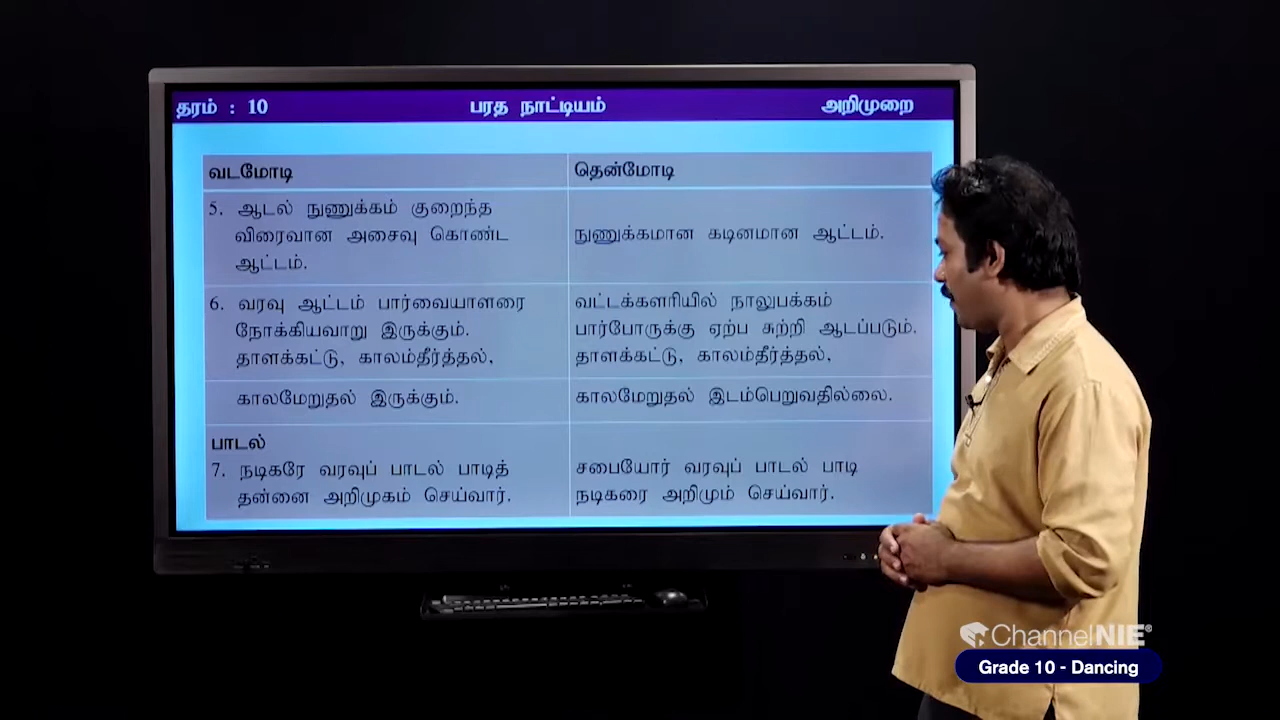 தரம் : 10 பரத நாட்டியம் அறிமுறை
வடமோடி தென்மோடி
5. ஆடல் நுணுக்கம் குறைந்த
விரைவான அசைவு கொண்ட
ஆட்டம்.
நுணுக்கமான கடினமான ஆட்டம்.
6. வரவு ஆட்டம் பார்வையாளரை
நோக்கியவாறு இருக்கும்.
தாளக்கட்டு, காலம்தீர்த்தல்,
வட்டக்களரியில் நாலுபக்கம்
பார்போருக்கு ஏற்ப சுற்றி ஆடப்படும்.
தாளக்கட்டு, காலம்தீர்த்தல்,
காலமேறுதல் இருக்கும்.
காலமேறுதல் இடம்பெறுவதில்லை.
பாடல்
7. நடிகரே வரவுப் பாடல் பாடித்
தன்னை அறிமுகம் செய்வார்.
சபையோர் வரவுப் பாடல் பாடி
நடிகரை அறிமும் செய்வார்.
ChannelNIE®
Grade 10 - Dancing